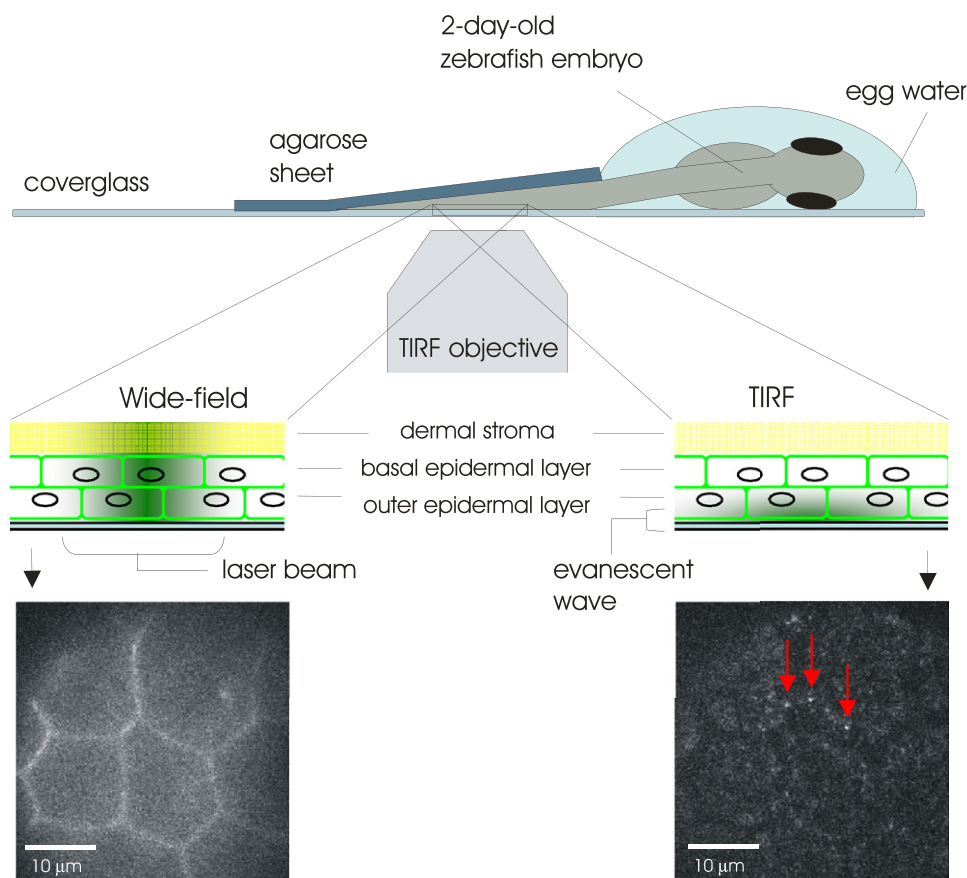 2-day-old
zebrafish embryo
egg water
agarose
sheet
coverglass
TIRF objective
Wide-field
TIRF
dermal stroma
basal epidermal layer
outer epidermal layer
laser beam
evanescent
wave
10 μm
10 μm